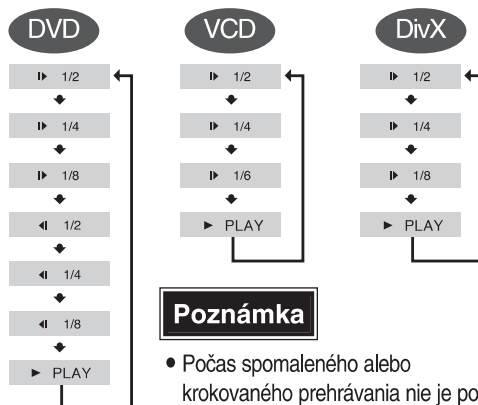 DVD
1/2
1/4
1/8
1/2
1/4
1/8
PLAY
VCD
1/2
1/4
1/6
PLAY
DivX
1/2
1/4
1/8
PLAY
Poznámka
• Počas spomaleného alebo
krokovaného prehrávania nie je